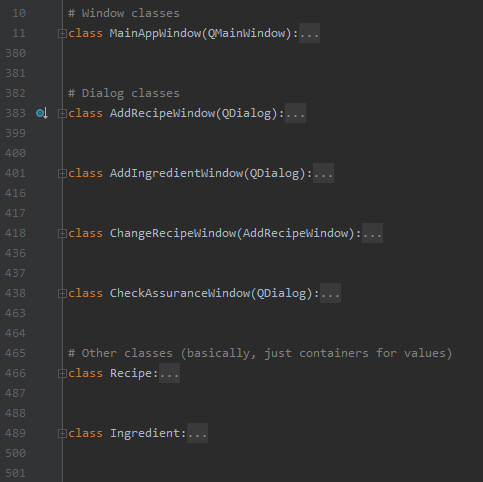 10 # Window classes
11 class MainAppWindow(QMainWindow):...
380
381
382 # Dialog classes
383 class AddRecipeWindow(QDialog):...
399
400
401 class AddIngredientWindow(QDialog):...
416
417
418 class ChangeRecipeWindow(AddRecipeWindow):...
436
437
438 class CheckAssuranceWindow(QDialog):...
463
464
465 # Other classes (basically, just containers for values)
466 class Recipe:...
487
488
489 class Ingredient:...
500
501